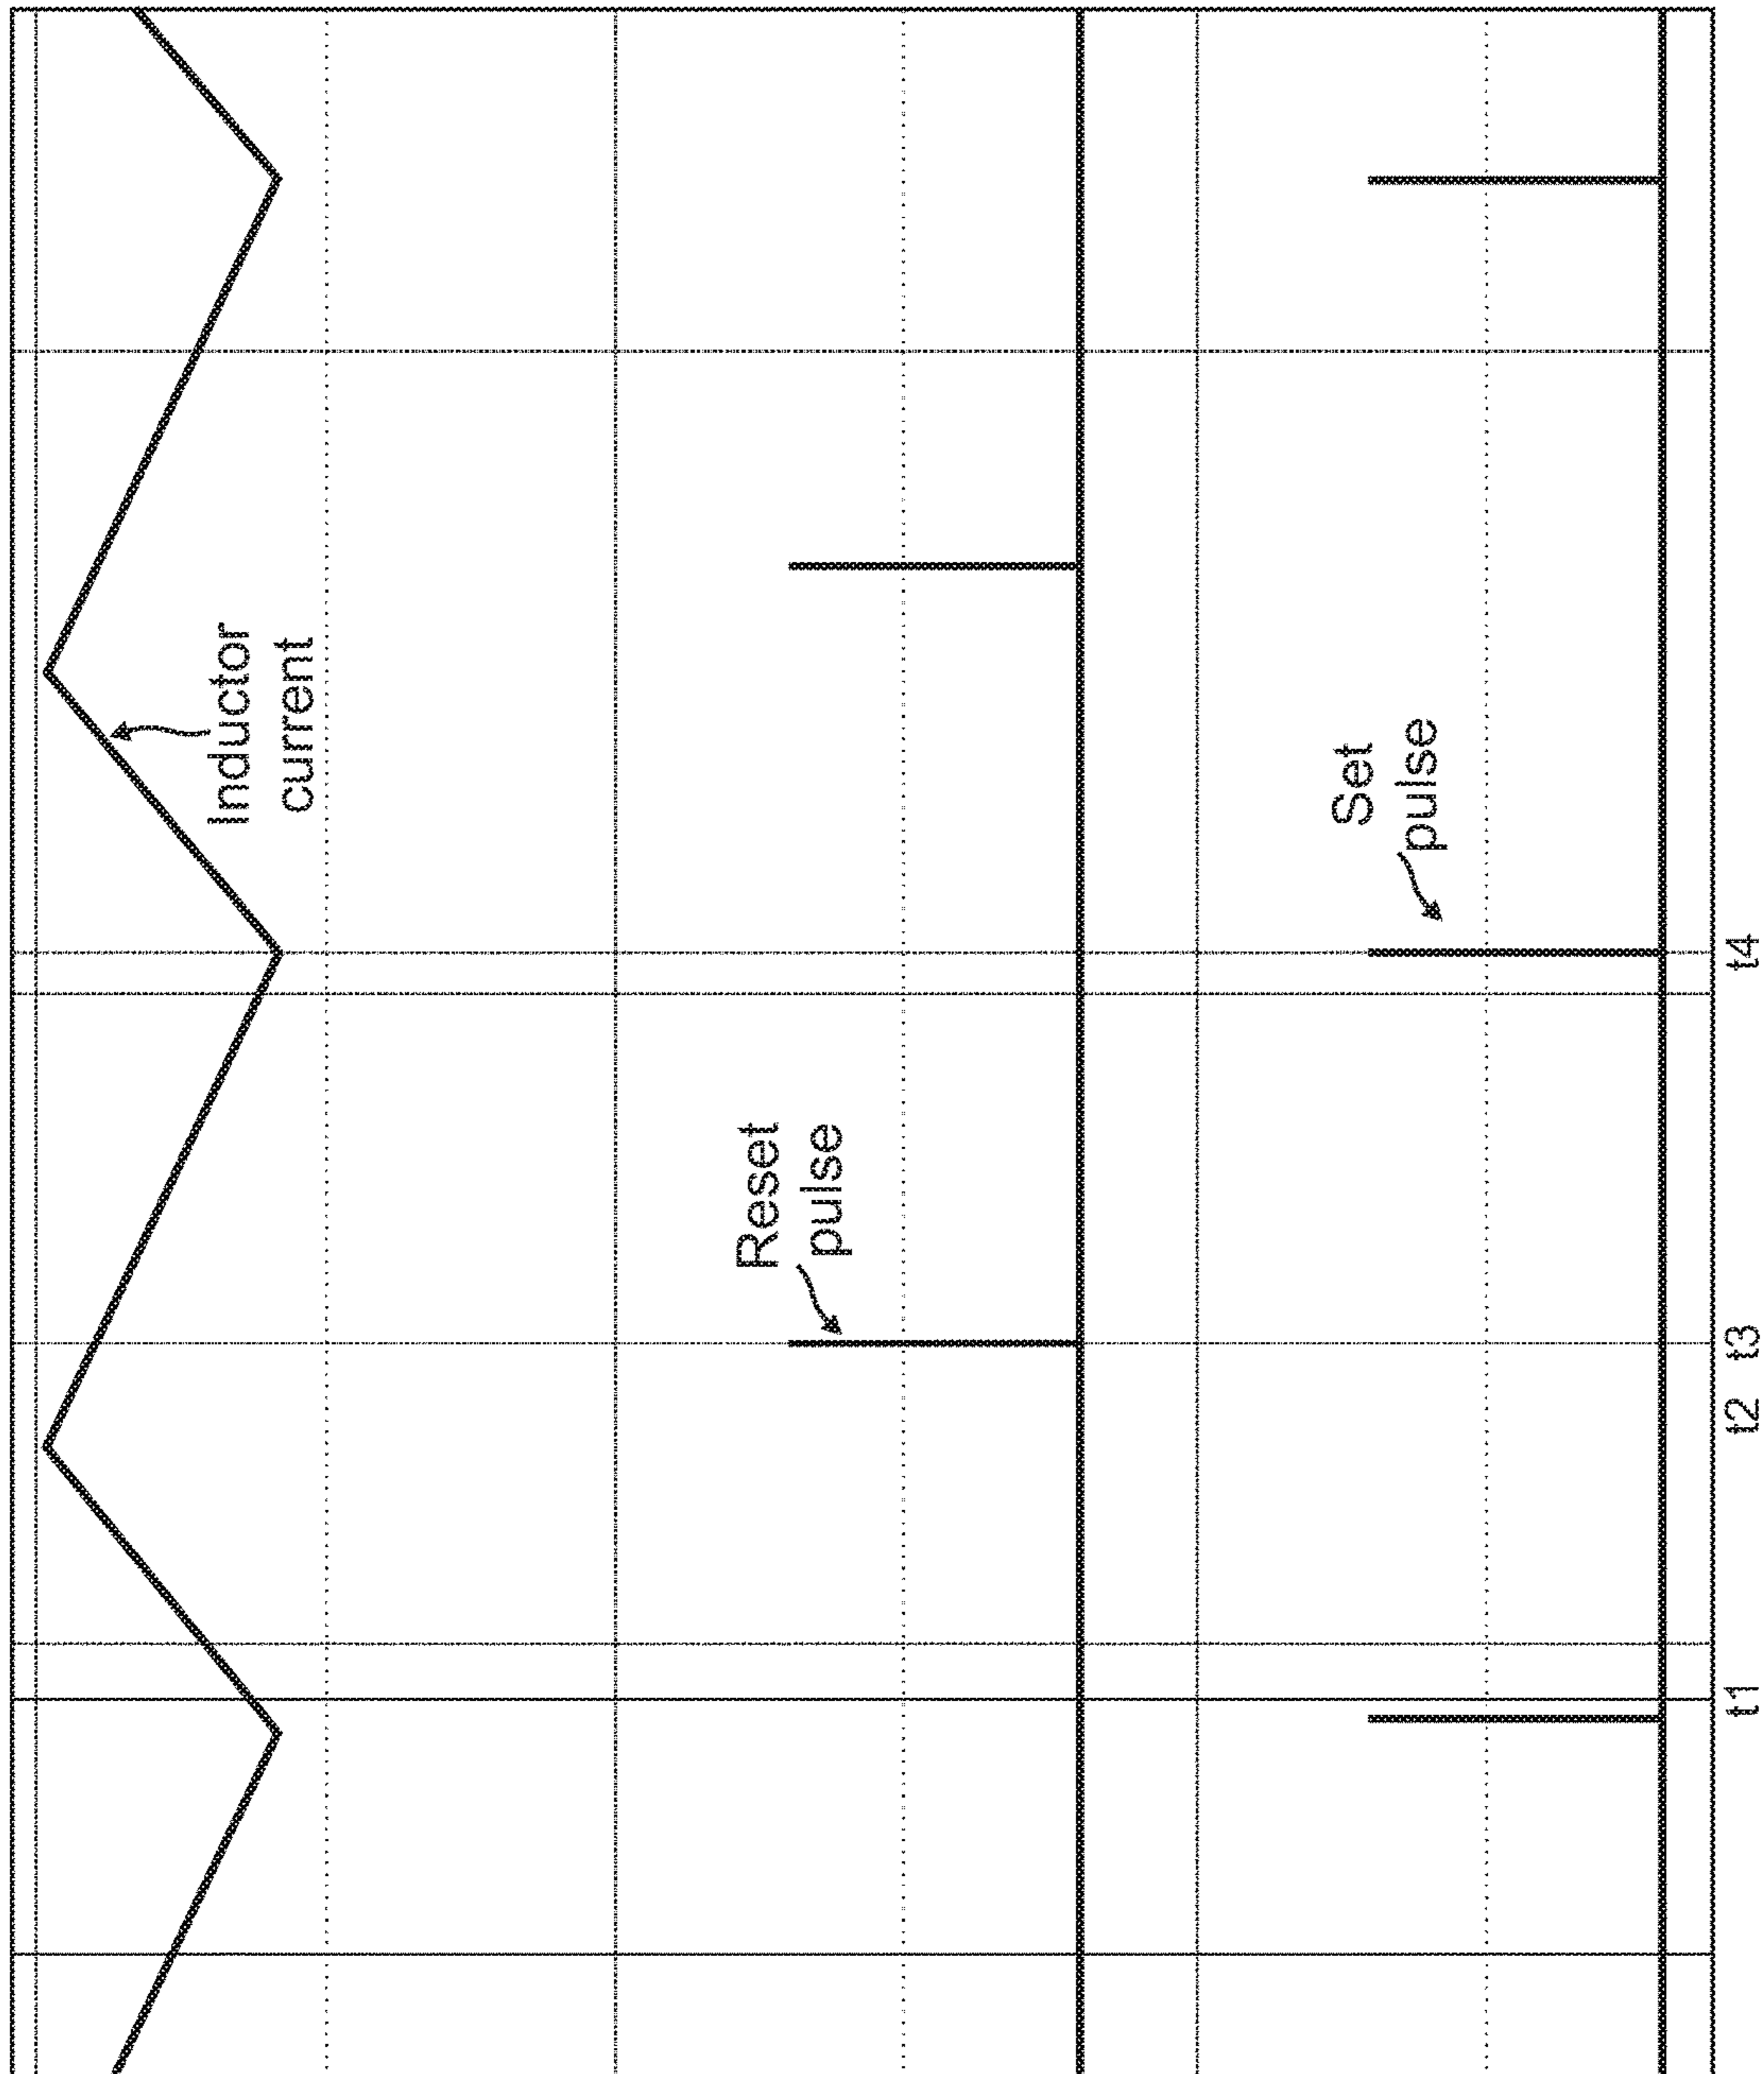 Inductor
current
Reset
pulse
Set
pulse
t1
t2
t3
t4